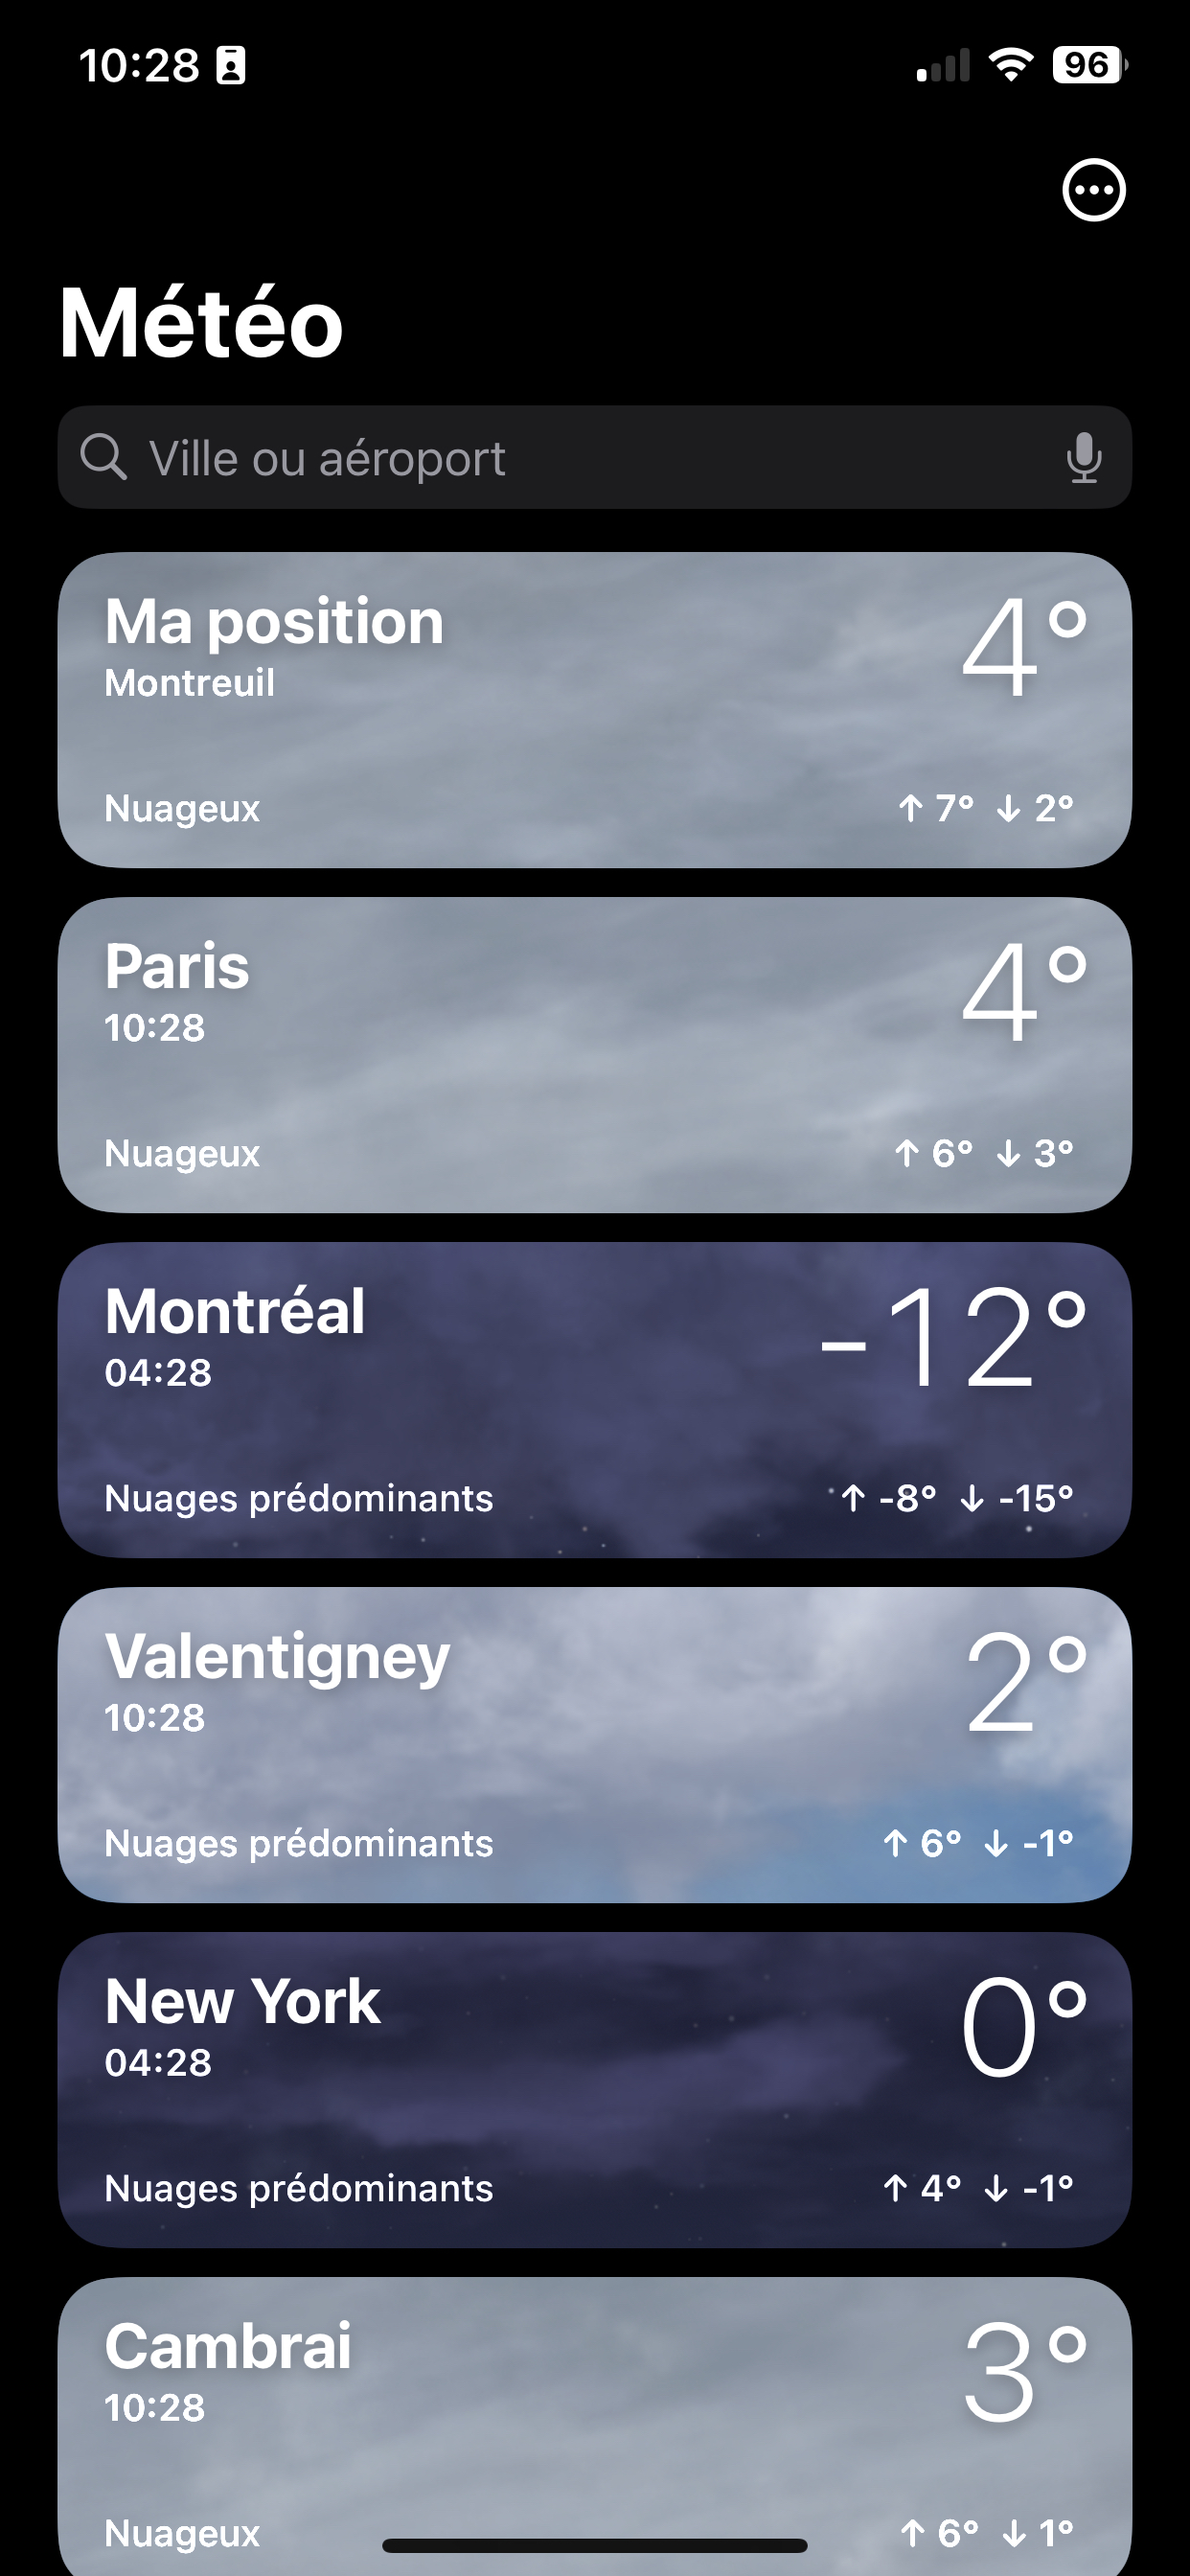 10:28 96
Météo
Ville ou aéroport
Ma position 4°
Montreuil
Nuageux ↑ 7° ↓ 2°
Paris 4°
10:28
Nuageux ↑ 6° ↓ 3°
Montréal -12°
04:28
Nuages prédominants ↑ -8° ↓ -15°
Valentigney 2°
10:28
Nuages prédominants ↑ 6° ↓ -1°
New York 0°
04:28
Nuages prédominants ↑ 4° ↓ -1°
Cambrai 3°
10:28
Nuageux ↑ 6° ↓ 1°